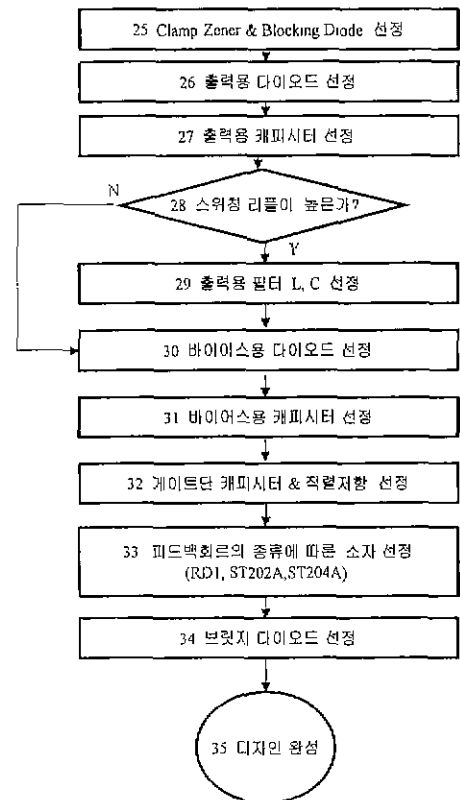 25 Clamp Zener & Blocking Diode 선정
26 출력용 다이오드 선정
27 출력용 캐피시터 선정
N
28 스위칭 리플이 높은가?
Y
29 출력용 필터 L, C 선정
30 바이어스용 다이오드 선정
31 바이어스용 캐피시터 선정
32 게이트단 캐피시터 & 직렬저항 선정
33 피드백회로의 종류에 따른 소자 선정
(RD1, ST202A,ST204A)
34 브릿지 다이오드 선정
35 디자인 완성